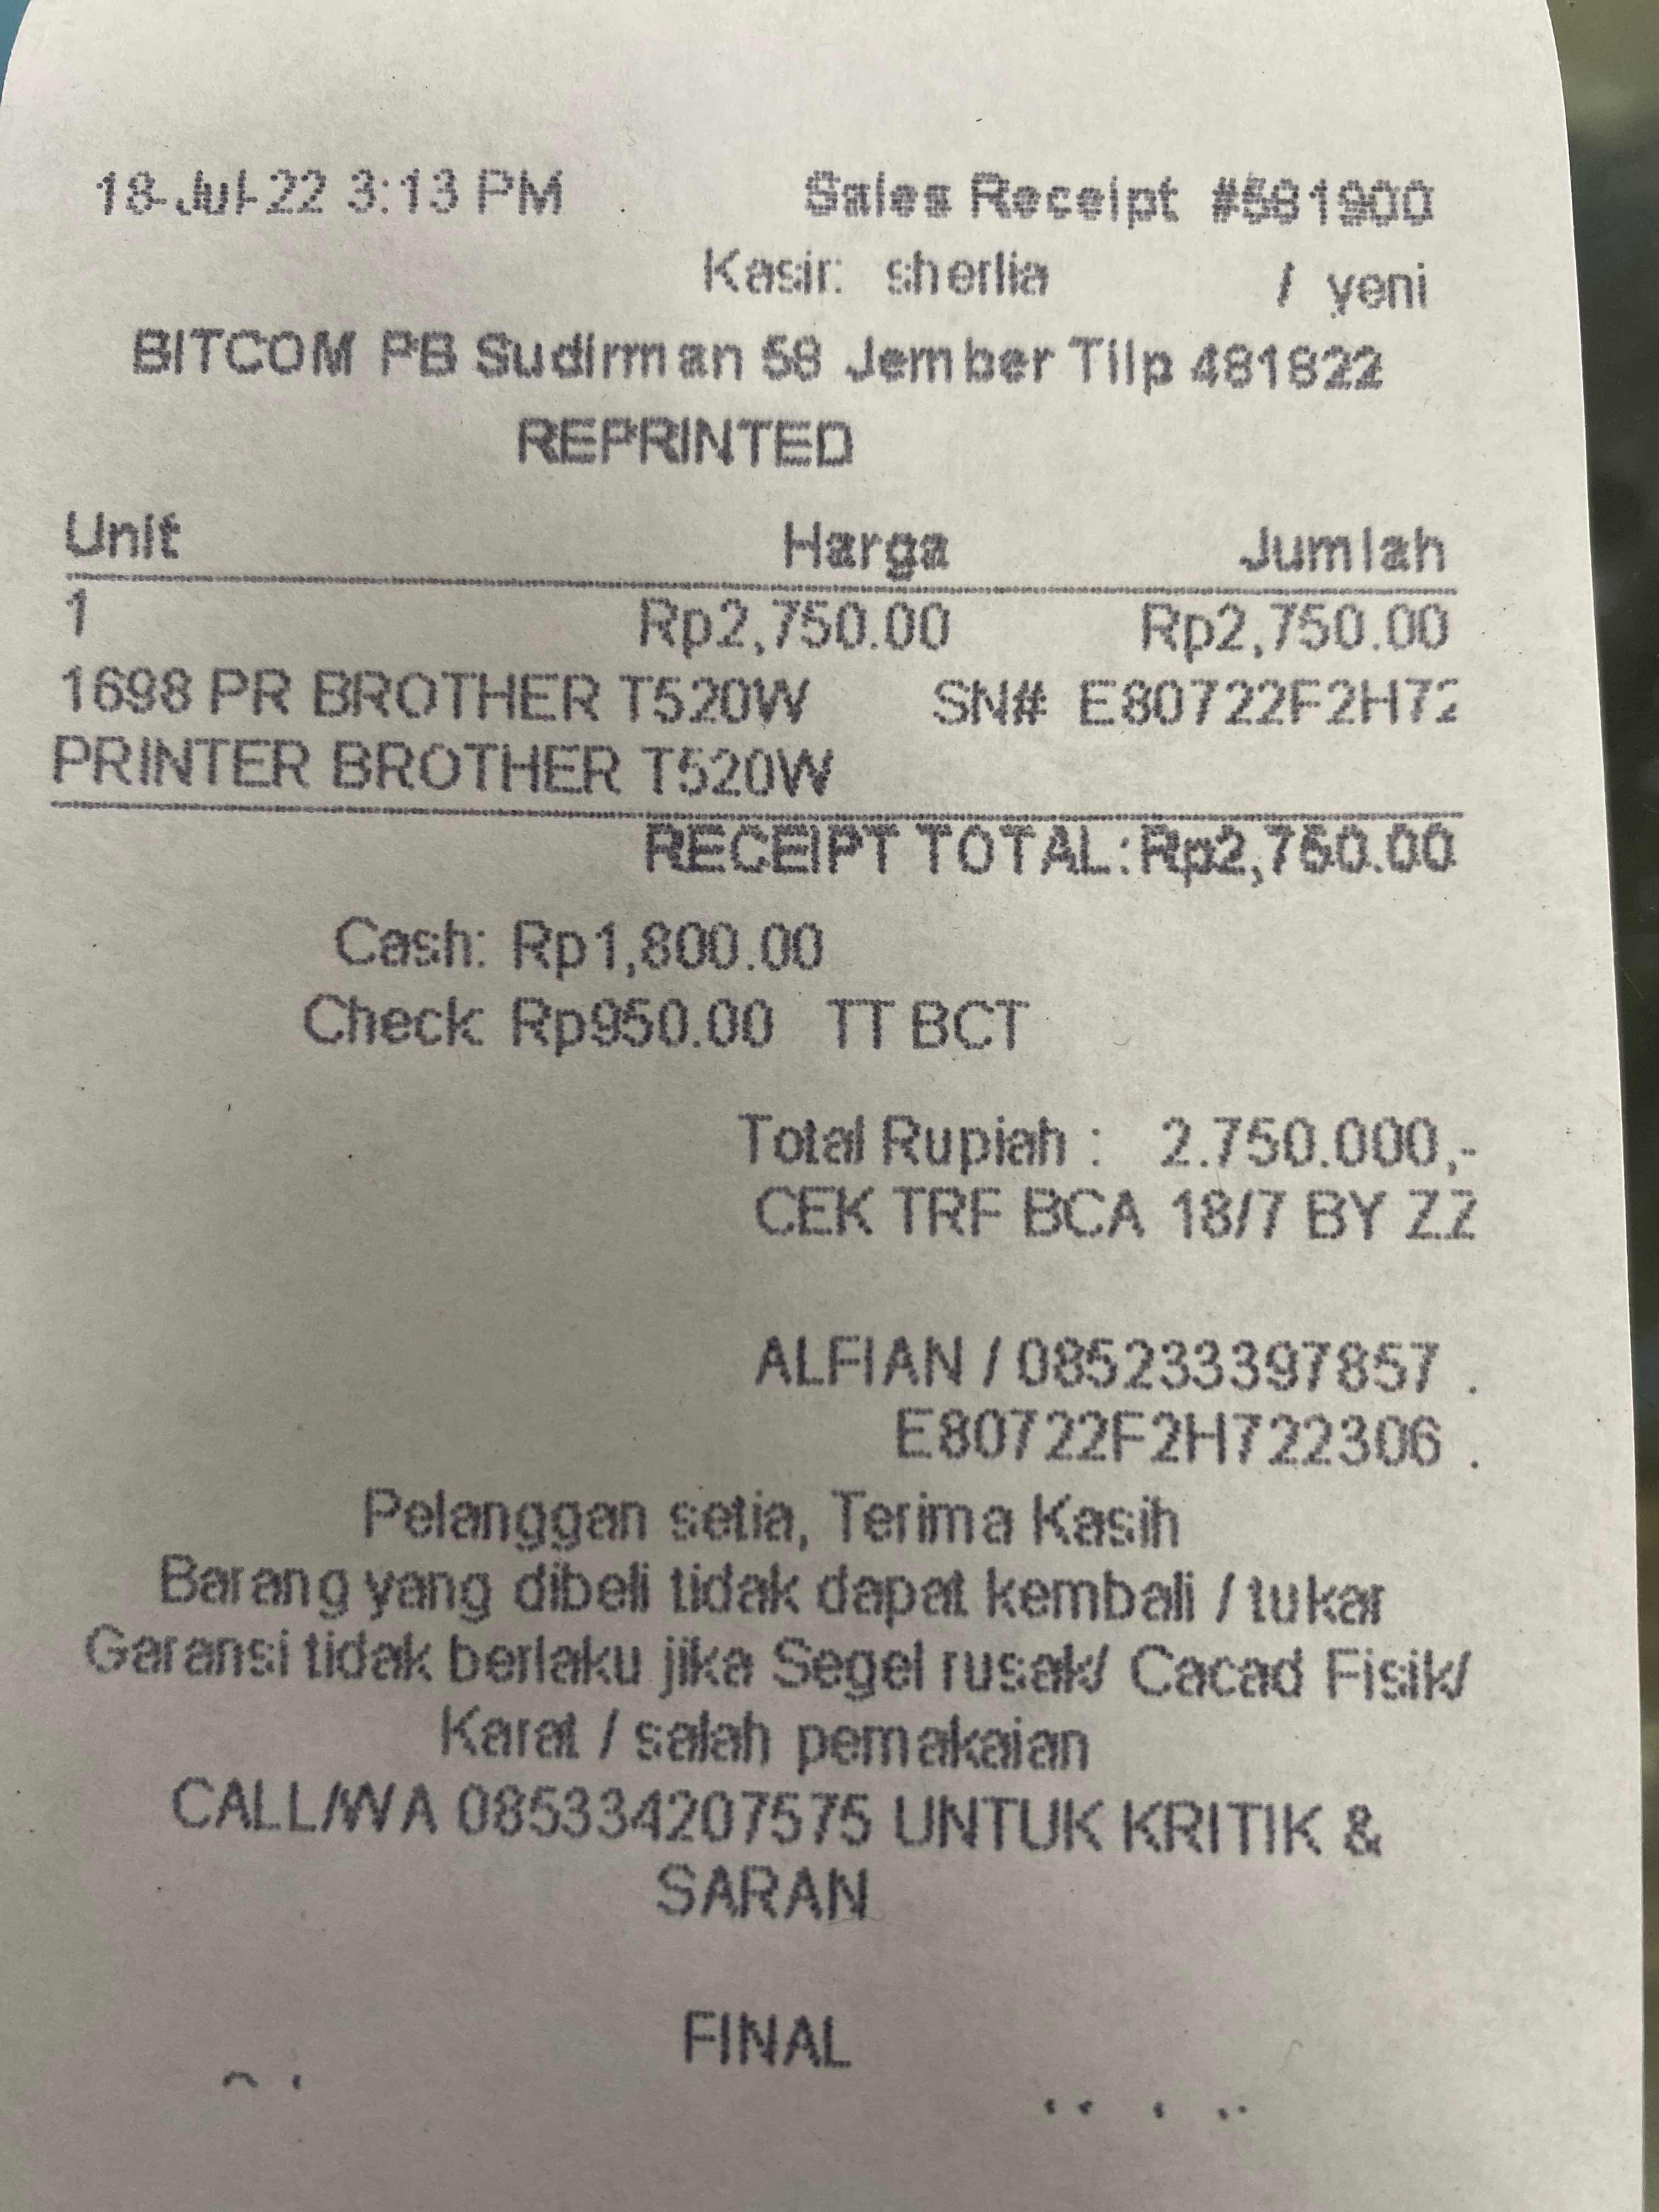 18-Jul-22 3:13 PM Sales Receipt #581900
Kasir: sherlia / yeni
BITCOM PB Sudirman 58 Jember Tilp 481822
REPRINTED
Unit Harga Jumlah
1 Rp2,750.00 Rp2,750.00
1698 PR BROTHER T520W SN# E80722F2H72
PRINTER BROTHER T520W
RECEIPT TOTAL:Rp2,750.00
Cash: Rp1,800.00
Check: Rp950.00 TT BCT
Total Rupiah : 2.750.000,-
CEK TRF BCA 18/7 BY ZZ
ALFIAN / 085233397857 .
E80722F2H722306 .
Pelanggan setia, Terima Kasih
Barang yang dibeli tidak dapat kembali / tukar
Garansi tidak berlaku jika Segel rusak/ Cacad Fisik/
Karat / salah pemakaian
CALL/WA 085334207575 UNTUK KRITIK &
SARAN
FINAL